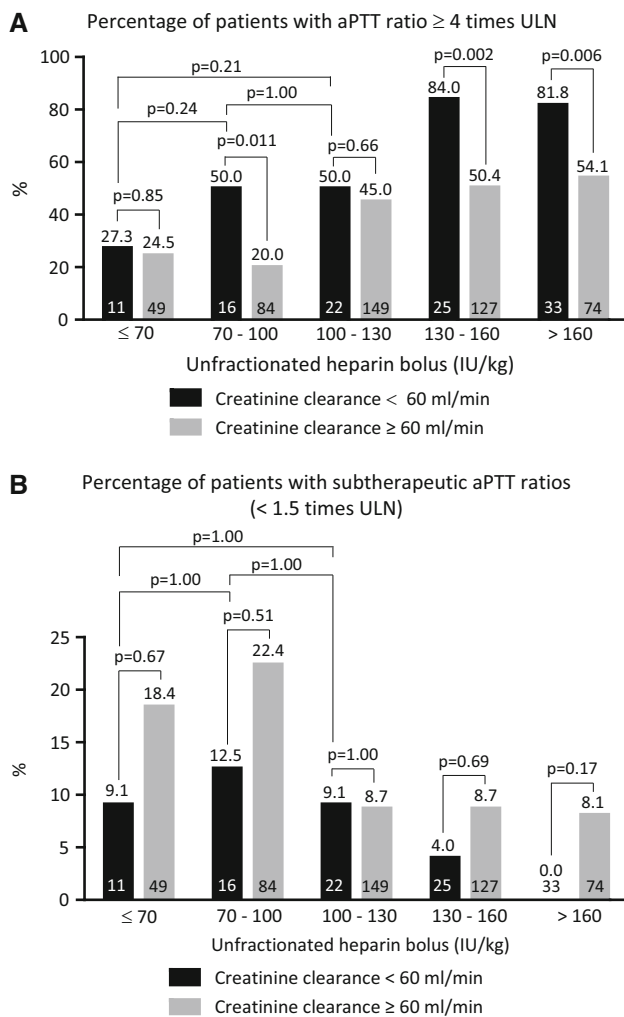 A
Percentage of patients with aPTT ratio ≥ 4 times ULN
p=0.21
p=0.002
p=0.006
100
p=0.24
p=1.00
84.0
81.8
80
p=0.011
p=0.66
60
%
p=0.85
50.0
50.0
45.0
50.4
54.1
40
27.3
24.5
20.0
20
11
49
16
84
22
149
25
127
33
74
0
≤ 70
70 - 100
100 - 130
130 - 160
> 160
Unfractionated heparin bolus (IU/kg)
Creatinine clearance < 60 ml/min
Creatinine clearance ≥ 60 ml/min
B
Percentage of patients with subtherapeutic aPTT ratios
(< 1.5 times ULN)
p=1.00
p=1.00
p=1.00
p=0.51
25
p=0.67
22.4
20
18.4
p=1.00
p=0.69
p=0.17
15
%
12.5
10
9.1
9.1
8.7
8.7
8.1
5
4.0
0.0
11
49
16
84
22
149
25
127
33
74
0
≤ 70
70 - 100
100 - 130
130 - 160
> 160
Unfractionated heparin bolus (IU/kg)
Creatinine clearance < 60 ml/min
Creatinine clearance ≥ 60 ml/min